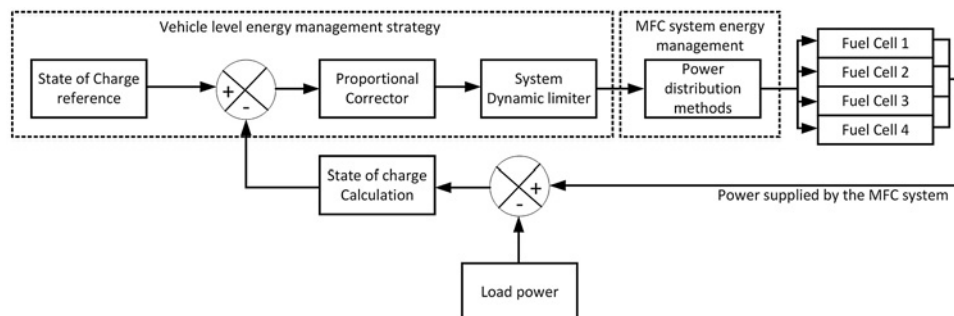 Vehicle level energy management strategy
MFC system energy
management
State of Charge
reference
+
-
Proportional
Corrector
System
Dynamic limiter
Power
distribution
methods
Fuel Cell 1
Fuel Cell 2
Fuel Cell 3
Fuel Cell 4
State of charge
Calculation
+
-
Power supplied by the MFC system
Load power